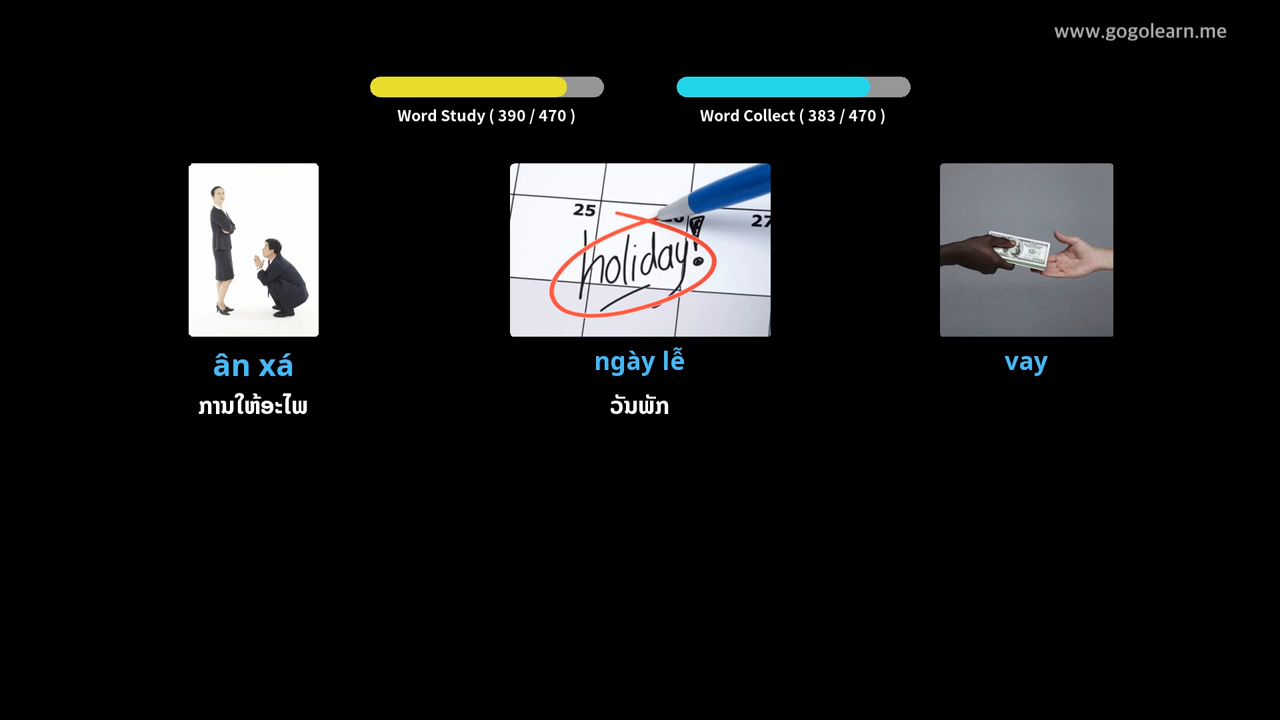 www.gogolearn.me
Word Study ( 390 / 470 )
Word Collect ( 383 / 470 )
25
27
holiday!
ân xá
ngày lễ
vay
ການໃຫ້ອະໄພ
ວັນພັກ